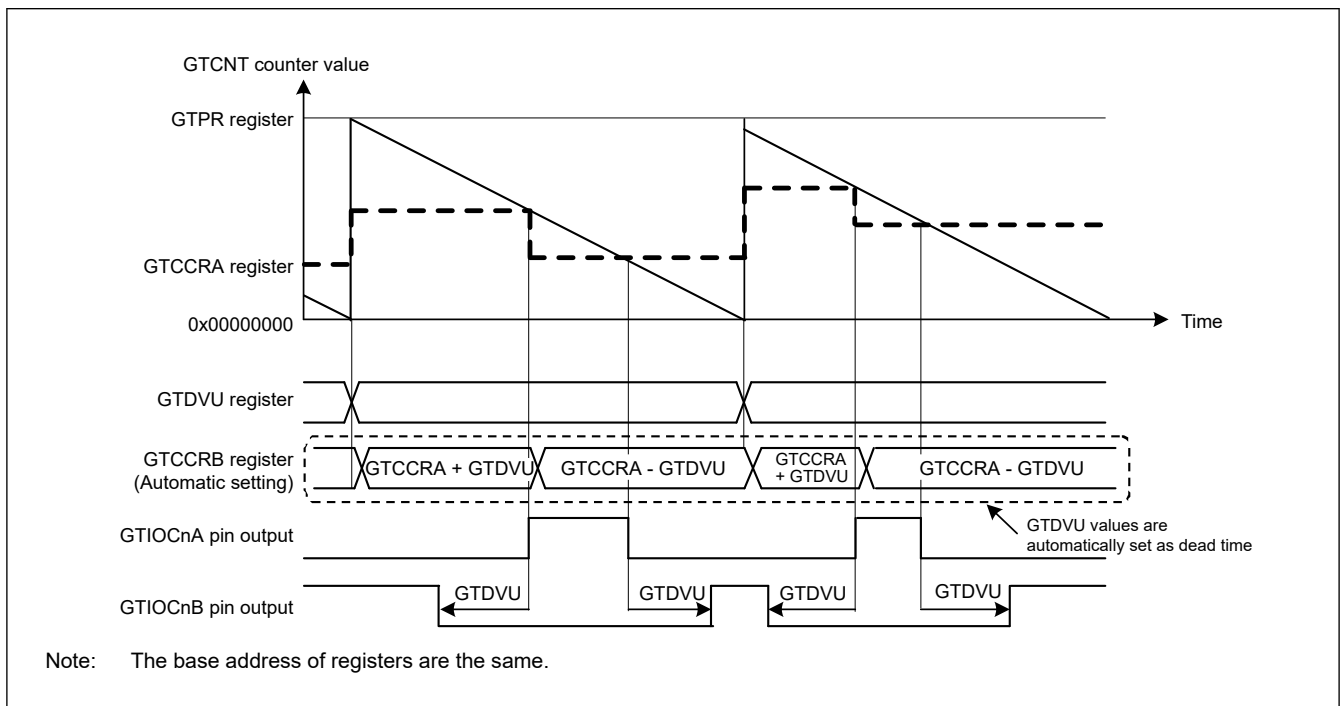 GTCNT counter value
GTPR register
GTCCRA register
0x00000000
Time
GTDVU register
GTCCRB register
(Automatic setting)
GTCCRA + GTDVU
GTCCRA - GTDVU
GTCCRA
+ GTDVU
GTCCRA - GTDVU
GTDVU values are
automatically set as dead time
GTIOCnA pin output
GTIOCnB pin output
GTDVU
GTDVU
GTDVU
GTDVU
Note: The base address of registers are the same.